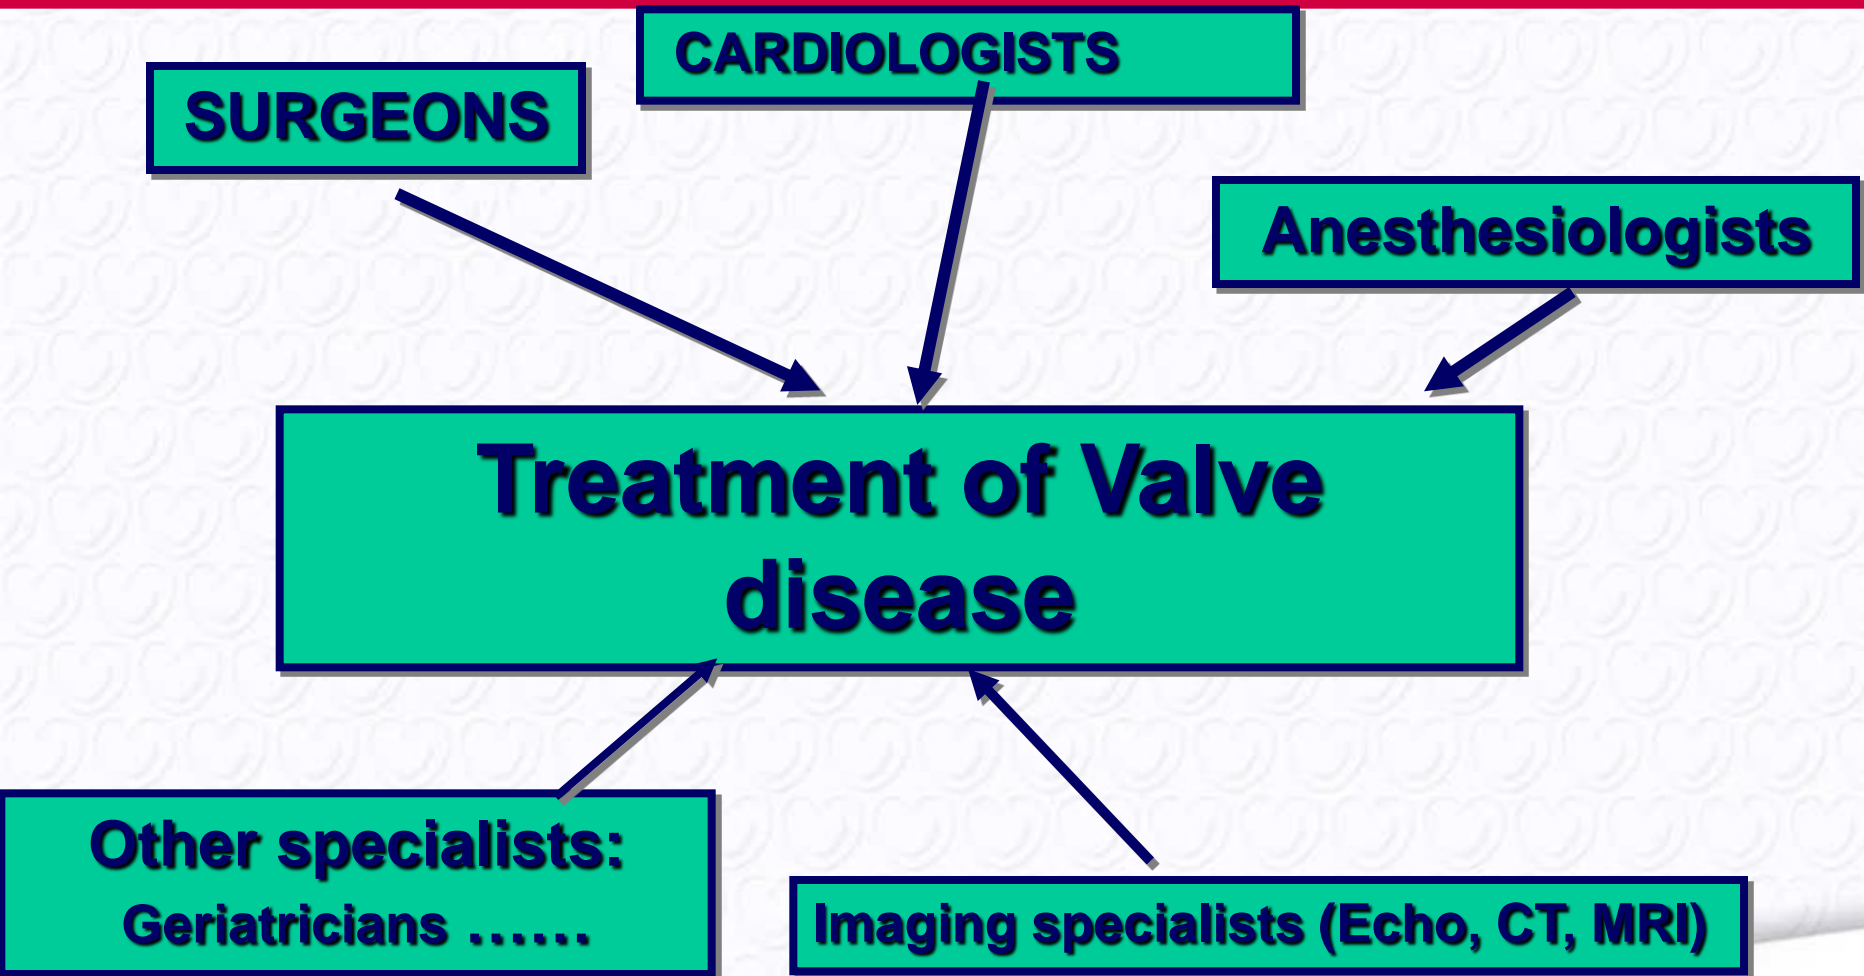 CARDIOLOGISTS
SURGEONS
Anesthesiologists
Treatment of Valve
disease
Other specialists:
Geriatricians ......
Imaging specialists (Echo, CT, MRI)